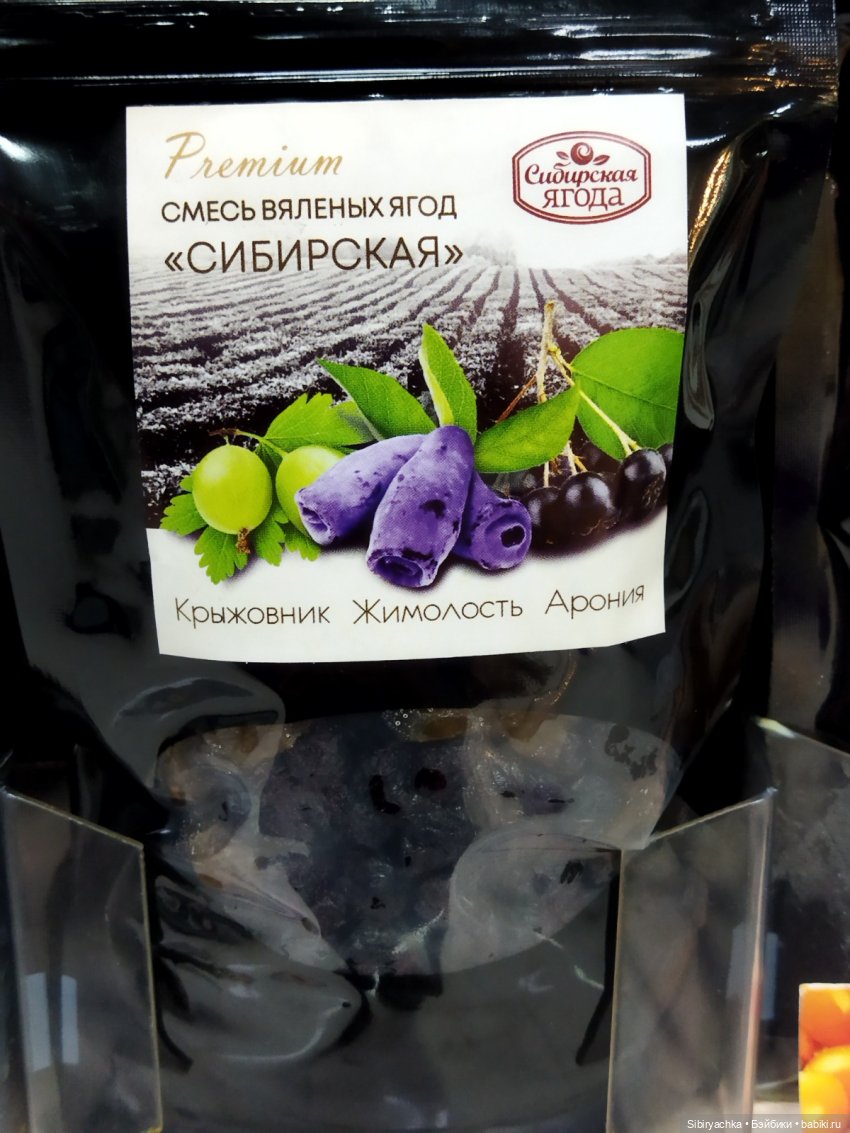 Premium
Сибирская
ЯГОДА
СМЕСЬ ВЯЛЕНЫХ ЯГОД
«СИБИРСКАЯ»
Крыжовник Жимолость Арония
Sibiryachka • Бэйбики • babiki.ru